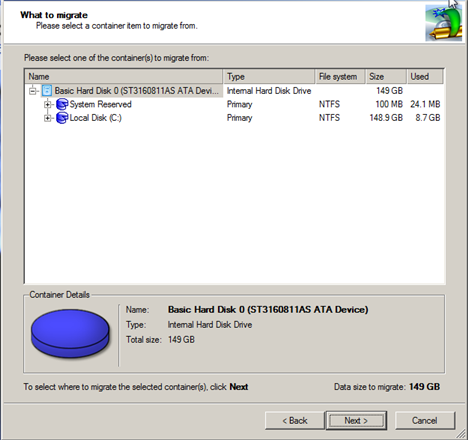 What to migrate
Please select a container item to migrate from:
Please select one of the container(s) to migrate from:
Name Type File system Size Used
Basic Hard Disk 0 (ST3160811AS ATA Devi... Internal Hard Disk Drive 149 GB
System Reserved Primary NTFS 100 MB 24.1 MB
Local Disk (C:) Primary NTFS 148.9 GB 8.7 GB
Container Details
Name: Basic Hard Disk 0 (ST3160811AS ATA Device)
Type: Internal Hard Disk Drive
Total size: 149 GB
To select where to migrate the selected container(s), click Next Data size to migrate: 149 GB
< Back Next > Cancel